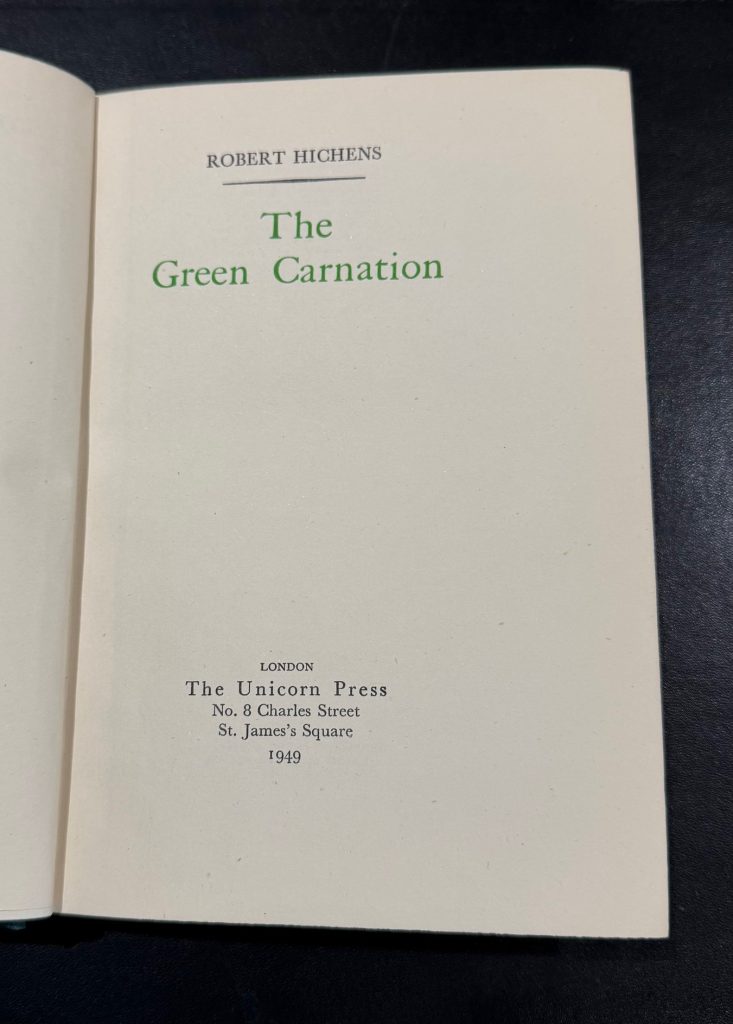 ROBERT HICHENS
The
Green Carnation
LONDON
The Unicorn Press
No. 8 Charles Street
St. James's Square
1949